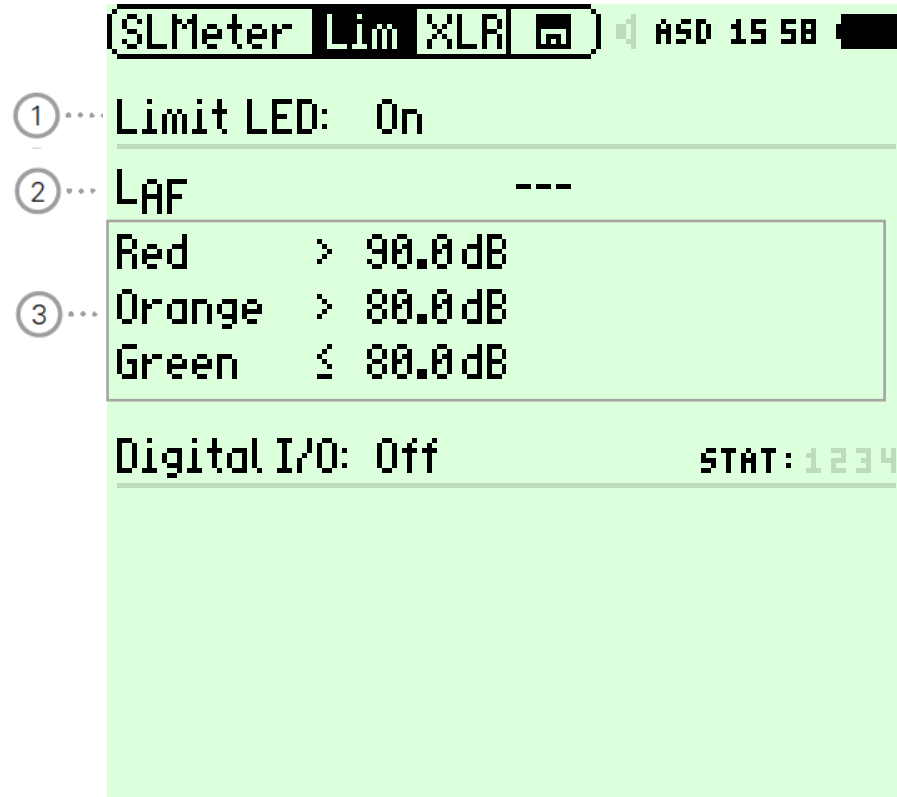 SLMeter Lim XLR ASD 15 58
1 Limit LED: On
2 LAF ---
Red > 90.0dB
3 Orange > 80.0dB
Green ≤ 80.0dB
Digital I/O: Off STAT: 1234